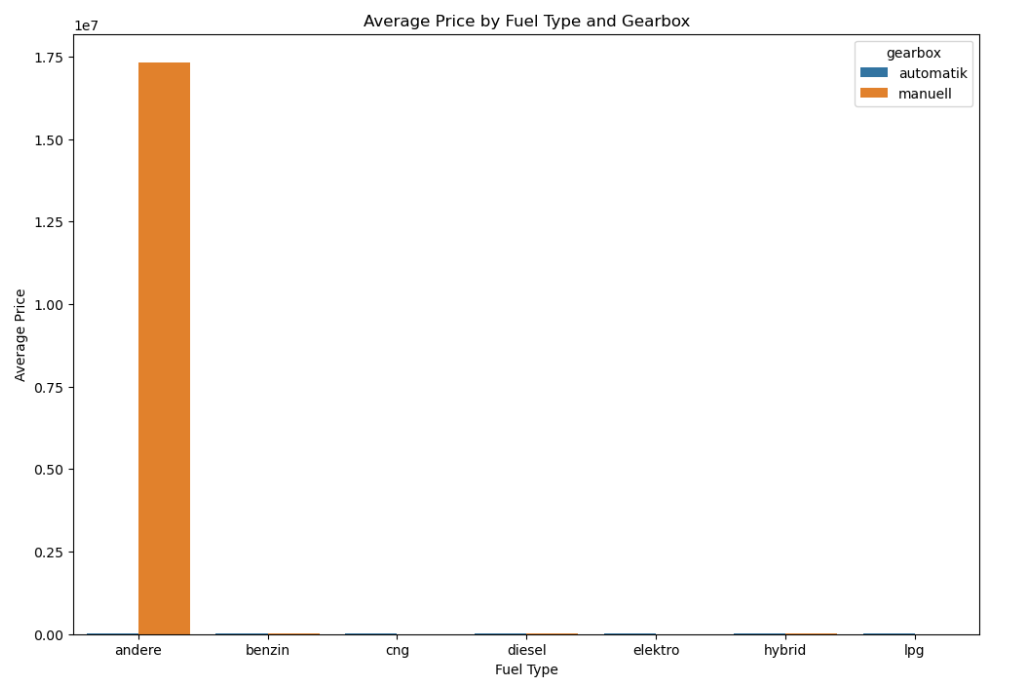 Average Price by Fuel Type and Gearbox
1e7
gearbox
automatik
manuell
1.75
1.50
1.25
1.00
0.75
0.50
0.25
0.00
Average Price
andere benzin cng diesel elektro hybrid lpg
Fuel Type